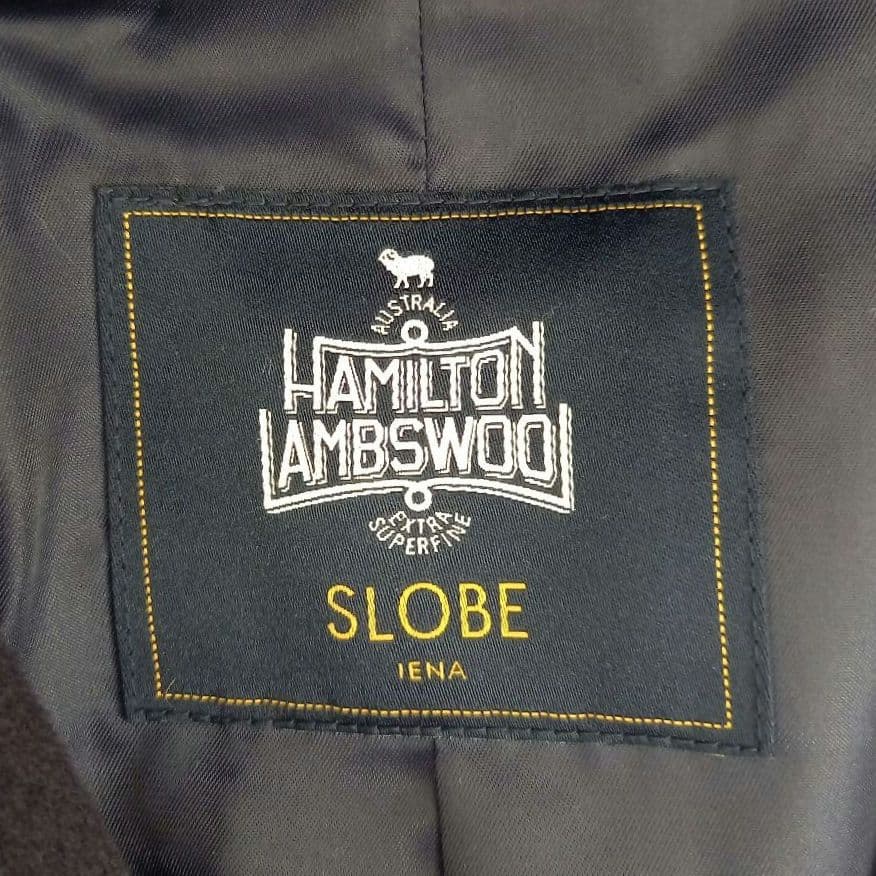 AUSTRALIA
HAMILTON
LAMBSWOOL
EXTRA
SUPERFINE
SLOBE
IENA